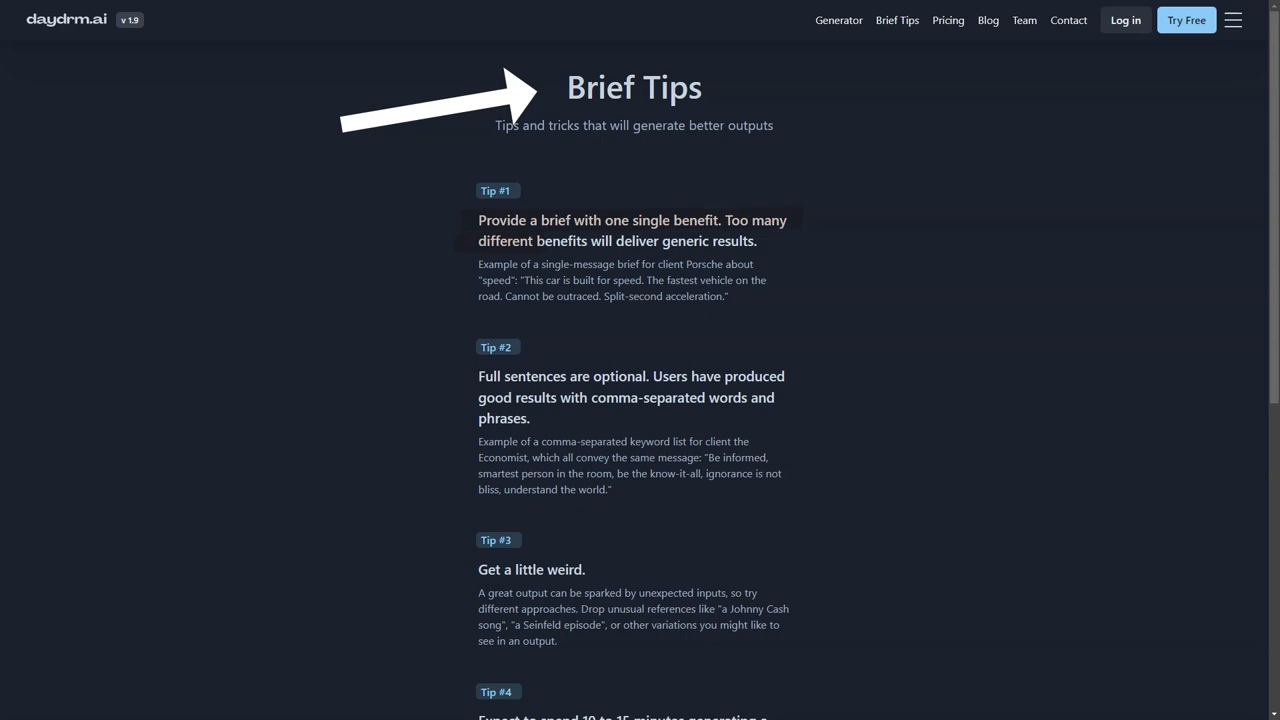 daydrm.ai v 1.9 Generator Brief Tips Pricing Blog Team Contact Log in Try Free
Brief Tips
Tips and tricks that will generate better outputs
Tip #1
Provide a brief with one single benefit. Too many
different benefits will deliver generic results.
Example of a single-message brief for client Porsche about
"speed": "This car is built for speed. The fastest vehicle on the
road. Cannot be outraced. Split-second acceleration."
Tip #2
Full sentences are optional. Users have produced
good results with comma-separated words and
phrases.
Example of a comma-separated keyword list for client the
Economist, which all convey the same message: "Be informed,
smartest person in the room, be the know-it-all, ignorance is not
bliss, understand the world."
Tip #3
Get a little weird.
A great output can be sparked by unexpected inputs, so try
different approaches. Drop unusual references like "a Johnny Cash
song", "a Seinfeld episode", or other variations you might like to
see in an output.
Tip #4
Expect to spend 10 to 15 minutes generating a